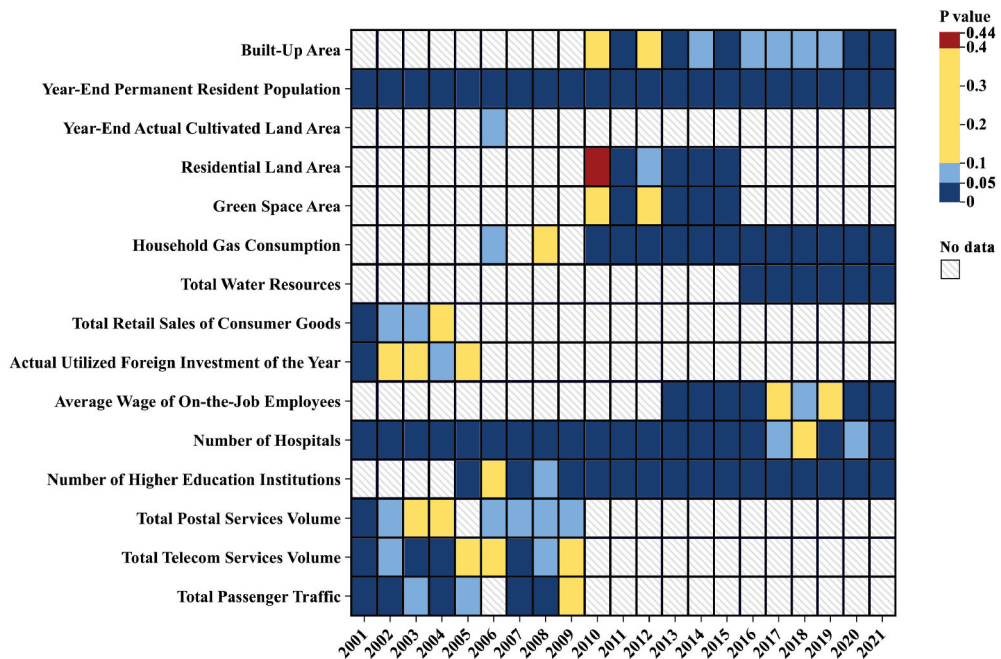 P value
0.44
0.4
0.3
0.2
0.1
0.05
0
No data
Built-Up Area
Year-End Permanent Resident Population
Year-End Actual Cultivated Land Area
Residential Land Area
Green Space Area
Household Gas Consumption
Total Water Resources
Total Retail Sales of Consumer Goods
Actual Utilized Foreign Investment of the Year
Average Wage of On-the-Job Employees
Number of Hospitals
Number of Higher Education Institutions
Total Postal Services Volume
Total Telecom Services Volume
Total Passenger Traffic
2001 2002 2003 2004 2005 2006 2007 2008 2009 2010 2011 2012 2013 2014 2015 2016 2017 2018 2019 2020 2021